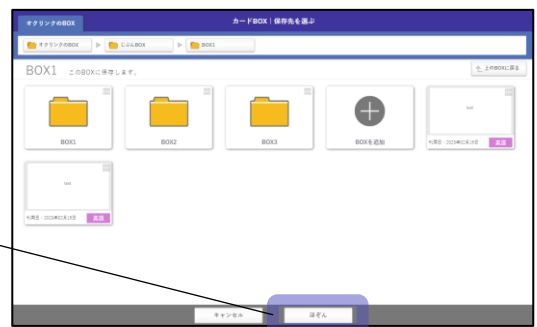 オクリンクのBOX
カードBOX｜保存先を選ぶ
オクリンクのBOX
じぶんBOX
BOX1
BOX1 このBOXに保存します。
上のBOXに戻る
BOX1
BOX2
BOX3
BOXを追加
text
英語
text
英語
キャンセル
ほぞん